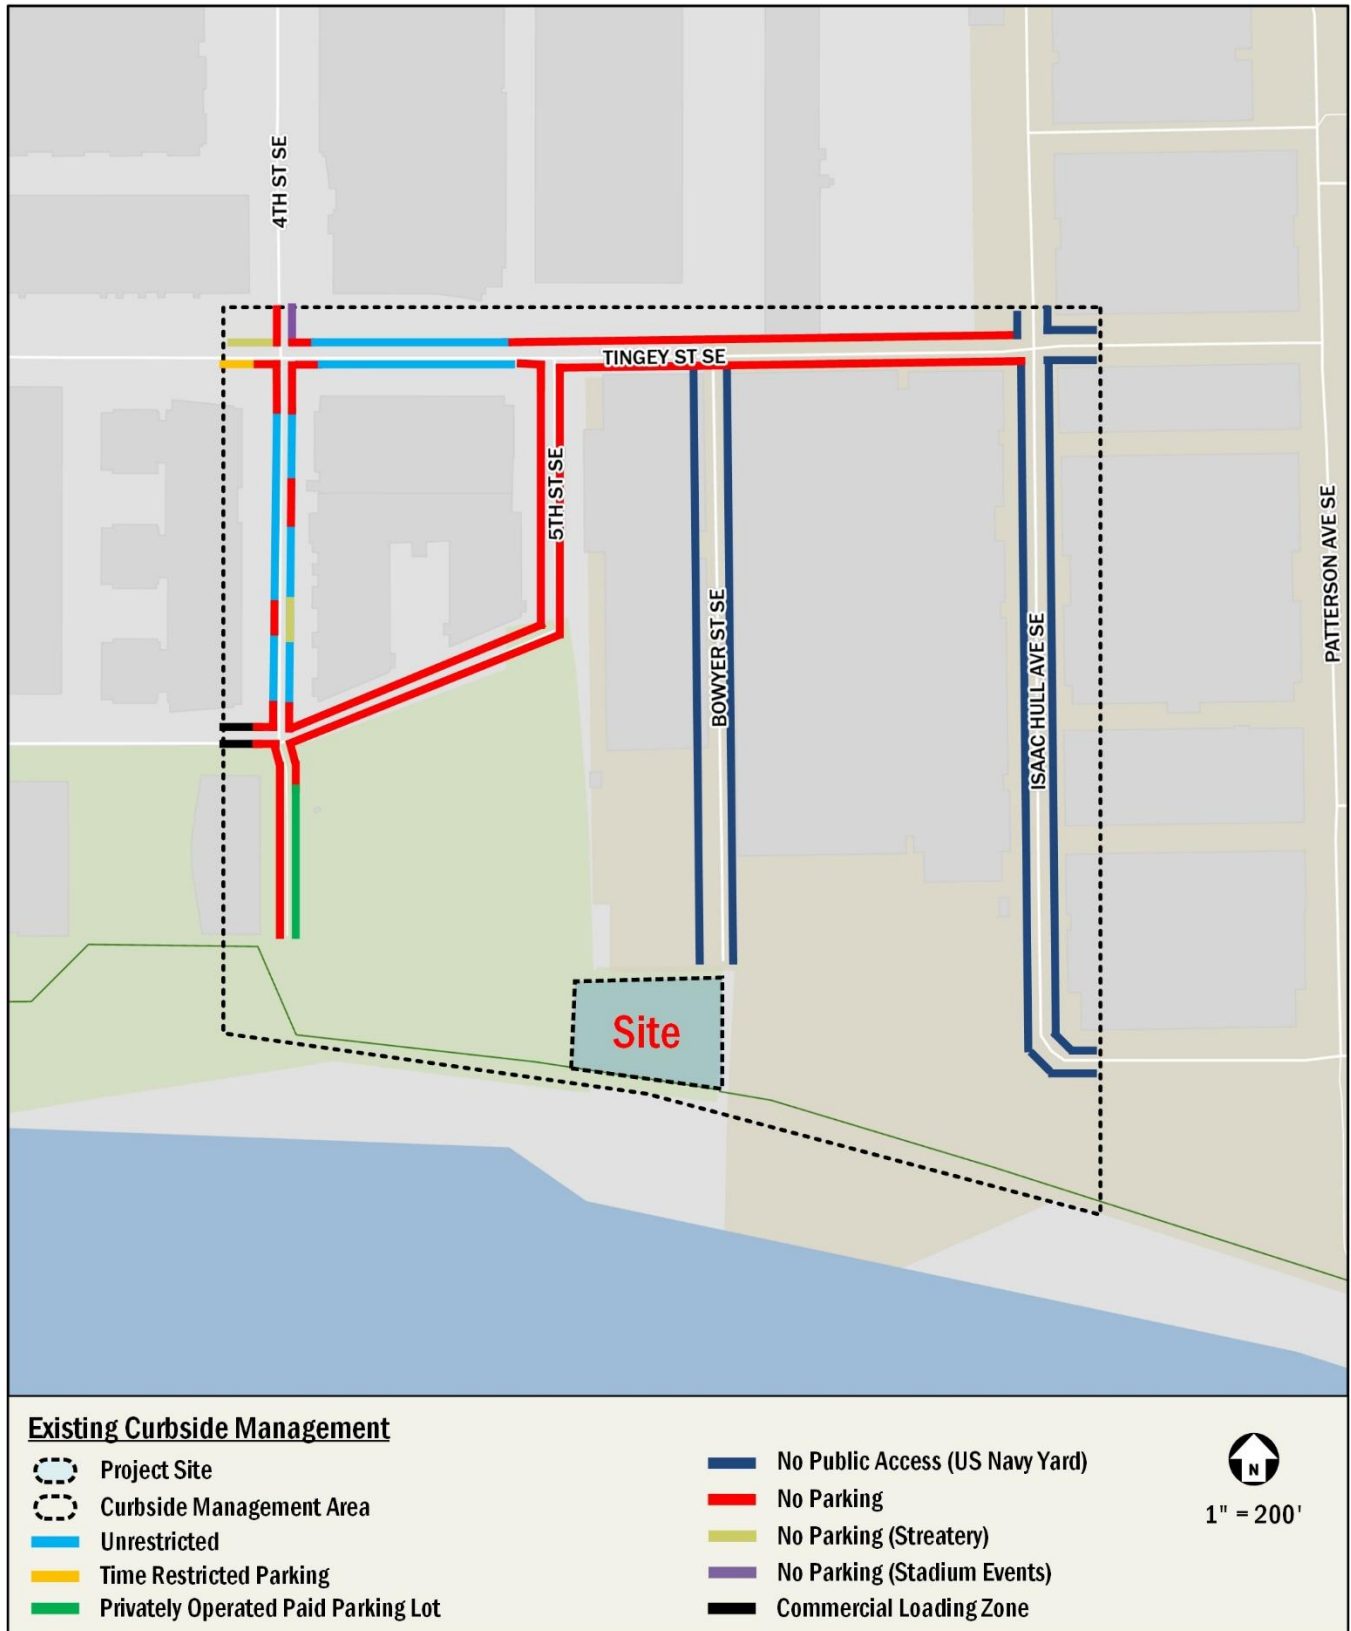 4TH ST SE
TINGEY ST SE
5TH ST SE
BOWYER ST SE
ISAAC HULL AVE SE
PATTERSON AVE SE
Site
Existing Curbside Management
Project Site
Curbside Management Area
Unrestricted
Time Restricted Parking
Privately Operated Paid Parking Lot
No Public Access (US Navy Yard)
No Parking
No Parking (Streatery)
No Parking (Stadium Events)
Commercial Loading Zone
N
1" = 200'